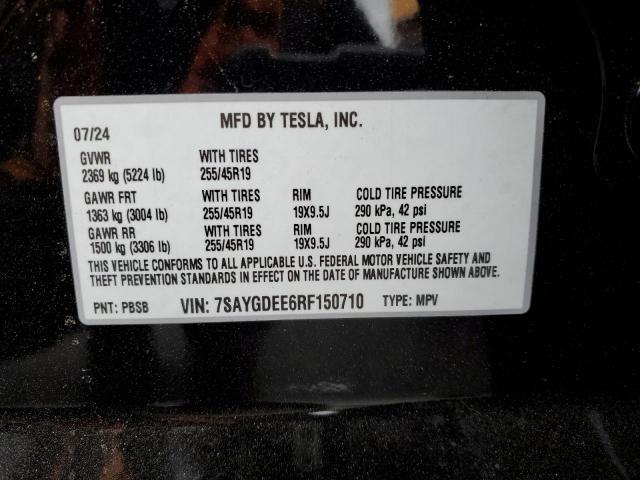 07/24 MFD BY TESLA, INC.
GVWR WITH TIRES
2369 kg (5224 lb) 255/45R19
GAWR FRT WITH TIRES RIM COLD TIRE PRESSURE
1363 kg (3004 lb) 255/45R19 19X9.5J 290 kPa, 42 psi
GAWR RR WITH TIRES RIM COLD TIRE PRESSURE
1500 kg (3306 lb) 255/45R19 19X9.5J 290 kPa, 42 psi
THIS VEHICLE CONFORMS TO ALL APPLICABLE U.S. FEDERAL MOTOR VEHICLE SAFETY AND
THEFT PREVENTION STANDARDS IN EFFECT ON THE DATE OF MANUFACTURE SHOWN ABOVE.
PNT: PBSB VIN: 7SAYGDEE6RF150710 TYPE: MPV